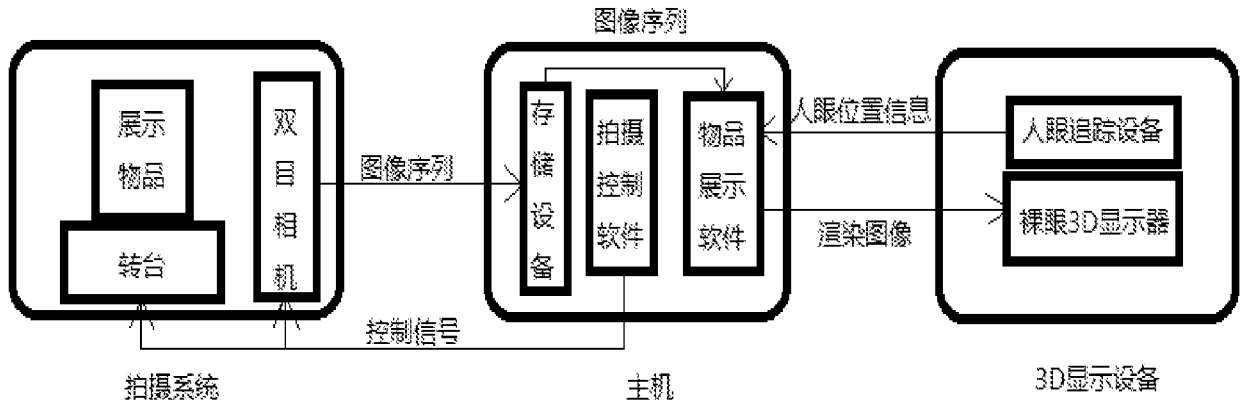 图像序列
展示
物品
转台
双
目
相
机
图像序列
存
储
设
备
拍摄
控制
软件
物品
展示
软件
人眼位置信息
渲染图像
人眼追踪设备
裸眼3D显示器
控制信号
拍摄系统
主机
3D显示设备